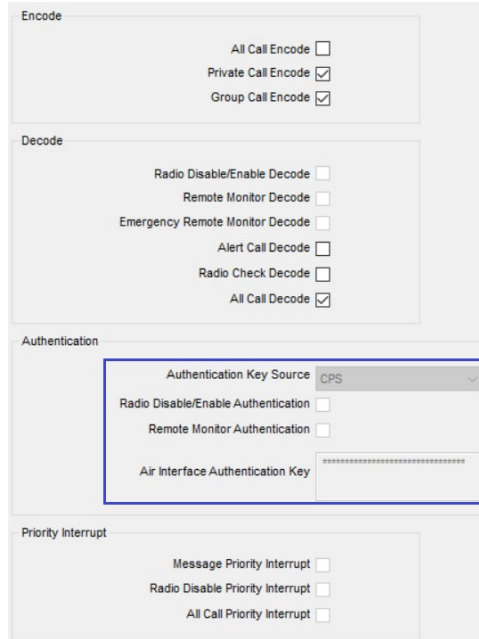 Encode
All Call Encode
Private Call Encode
Group Call Encode
Decode
Radio Disable/Enable Decode
Remote Monitor Decode
Emergency Remote Monitor Decode
Alert Call Decode
Radio Check Decode
All Call Decode
Authentication
Authentication Key Source CPS
Radio Disable/Enable Authentication
Remote Monitor Authentication
Air Interface Authentication Key ********************************
Priority Interrupt
Message Priority Interrupt
Radio Disable Priority Interrupt
All Call Priority Interrupt